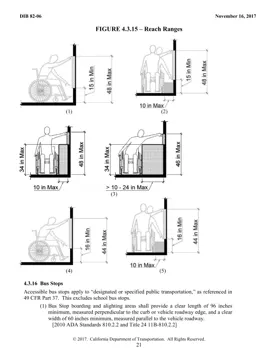 DIB 82-06 November 16, 2017
FIGURE 4.3.15 – Reach Ranges
15 in Min
48 in Max
(1)
15 in Min
48 in Max
10 in Max
(2)
34 in Max
48 in Max
10 in Max
34 in Max
46 in Max
> 10 - 24 in Max
(3)
16 in Min
44 in Max
(4)
16 in Min
44 in Max
10 in Max
(5)
4.3.16 Bus Stops
Accessible bus stops apply to "designated or specified public transportation," as referenced in
49 CFR Part 37. This excludes school bus stops.
(1) Bus Stop boarding and alighting areas shall provide a clear length of 96 inches
minimum, measured perpendicular to the curb or vehicle roadway edge, and a clear
width of 60 inches minimum, measured parallel to the vehicle roadway.
[2010 ADA Standards 810.2.2 and Title 24 11B-810.2.2]
© 2017. California Department of Transportation. All Rights Reserved.
21